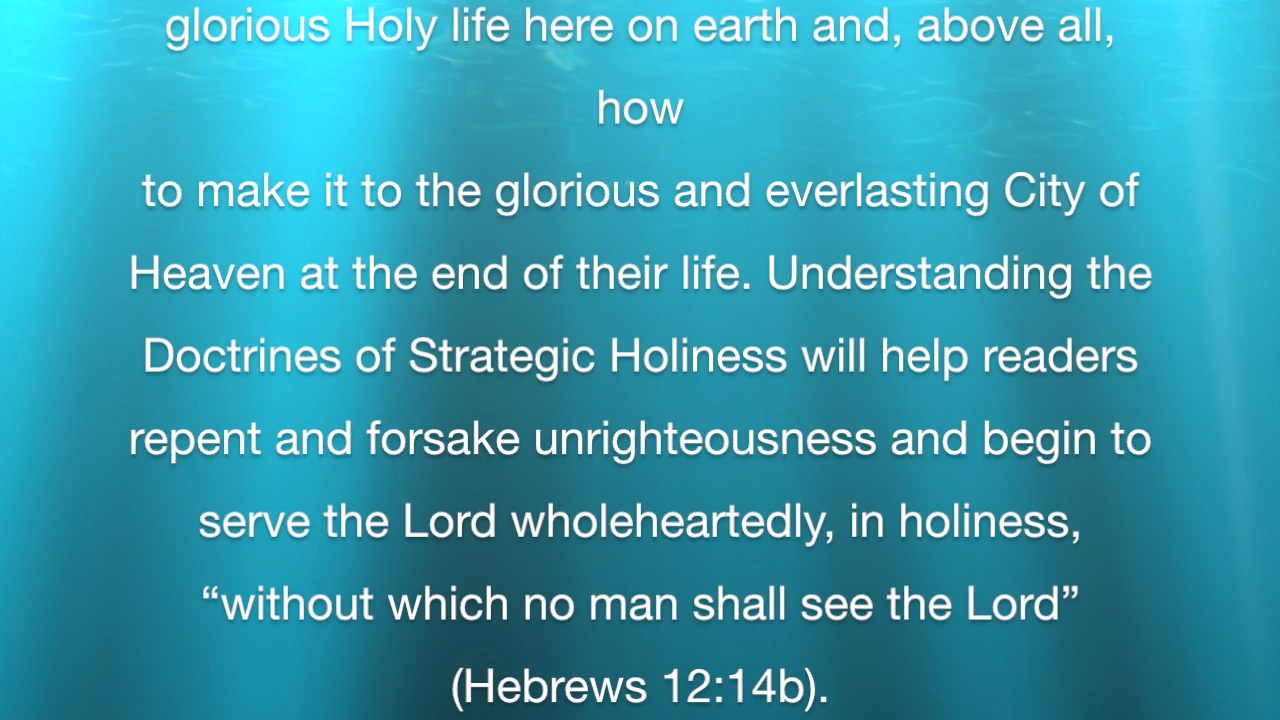 glorious Holy life here on earth and, above all,
how
to make it to the glorious and everlasting City of
Heaven at the end of their life. Understanding the
Doctrines of Strategic Holiness will help readers
repent and forsake unrighteousness and begin to
serve the Lord wholeheartedly, in holiness,
“without which no man shall see the Lord”
(Hebrews 12:14b).